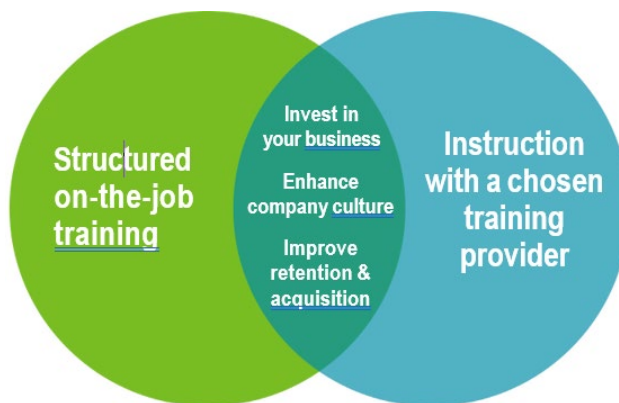 Structured
on-the-job
training
Invest in
your business
Enhance
company culture
Improve
retention &
acquisition
Instruction
with a chosen
training
provider